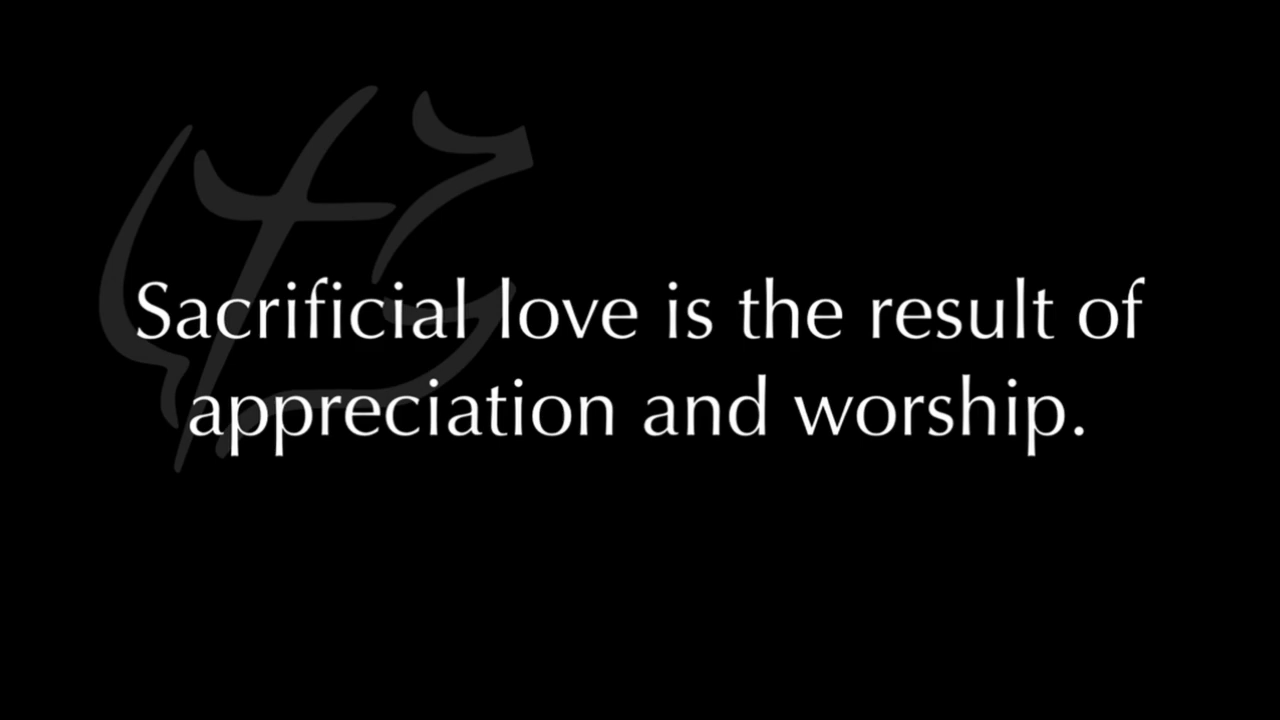 Sacrificial love is the result of
appreciation and worship.